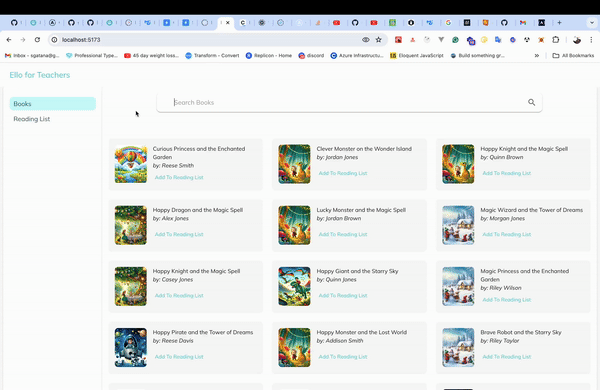 localhost:5173
Inbox - sgatana@gm...
Professional Type...
45 day weight loss...
Transform – Convert
Replicon - Home
discord
Azure Infrastructu...
Eloquent JavaScript
Build something gr...
»
All Bookmarks
Ello for Teachers
Books
Reading List
Search Books
Curious Princess and the Enchanted
Garden
by: Reese Smith
Add To Reading List
Clever Monster on the Wonder Island
by: Jordan Jones
Add To Reading List
Happy Knight and the Magic Spell
by: Quinn Brown
Add To Reading List
Happy Dragon and the Magic Spell
by: Alex Jones
Add To Reading List
Lucky Monster and the Magic Spell
by: Jordan Brown
Add To Reading List
Magic Wizard and the Tower of Dreams
by: Morgan Jones
Add To Reading List
Happy Knight and the Magic Spell
by: Casey Jones
Add To Reading List
Happy Giant and the Starry Sky
by: Quinn Jones
Add To Reading List
Magic Princess and the Enchanted
Garden
by: Riley Wilson
Add To Reading List
Happy Pirate and the Tower of Dreams
by: Reese Davis
Add To Reading List
Happy Monster and the Lost World
by: Addison Smith
Add To Reading List
Brave Robot and the Starry Sky
by: Riley Taylor
Add To Reading List